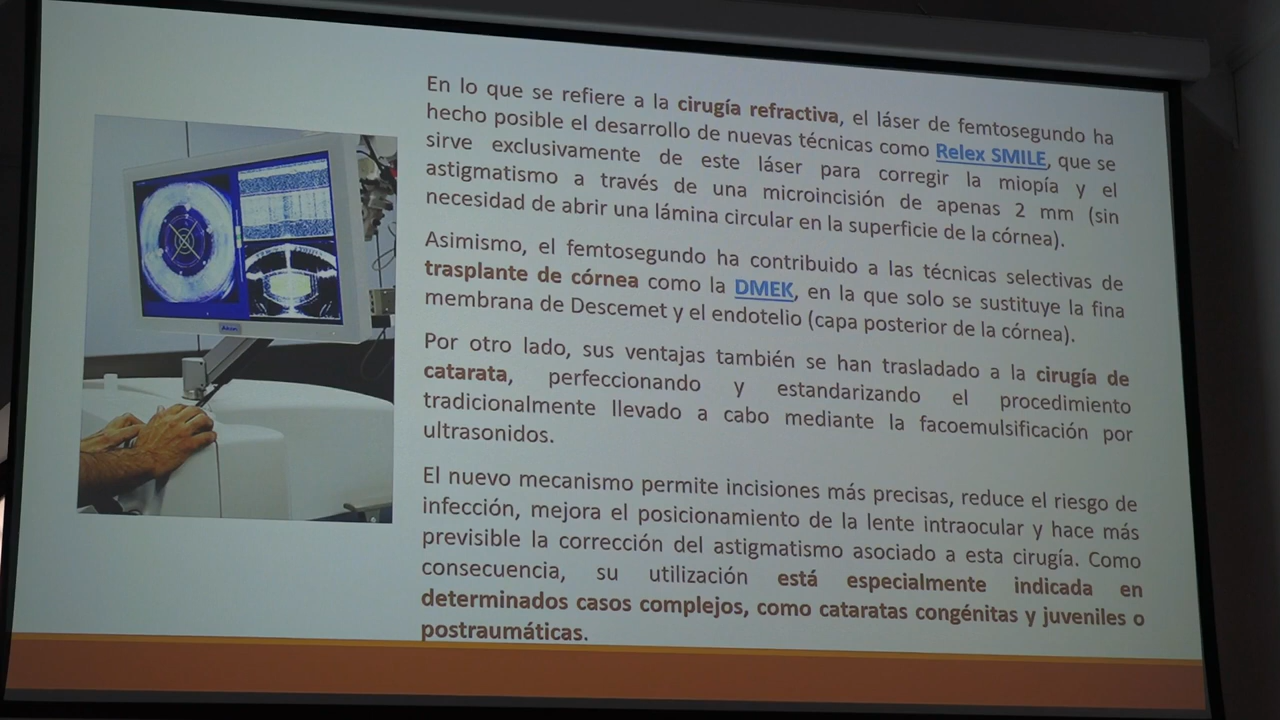 En lo que se refiere a la cirugía refractiva, el láser de femtosegundo ha
hecho posible el desarrollo de nuevas técnicas como Relex SMILE, que se
sirve exclusivamente de este láser para corregir la miopía y el
astigmatismo a través de una microincisión de apenas 2 mm (sin
necesidad de abrir una lámina circular en la superficie de la córnea).
Asimismo, el femtosegundo ha contribuido a las técnicas selectivas de
trasplante de córnea como la DMEK, en la que solo se sustituye la fina
membrana de Descemet y el endotelio (capa posterior de la córnea).
Por otro lado, sus ventajas también se han trasladado a la cirugía de
catarata, perfeccionando y estandarizando el procedimiento
tradicionalmente llevado a cabo mediante la facoemulsificación por
ultrasonidos.
El nuevo mecanismo permite incisiones más precisas, reduce el riesgo de
infección, mejora el posicionamiento de la lente intraocular y hace más
previsible la corrección del astigmatismo asociado a esta cirugía. Como
consecuencia, su utilización está especialmente indicada en
determinados casos complejos, como cataratas congénitas y juveniles o
postraumáticas.